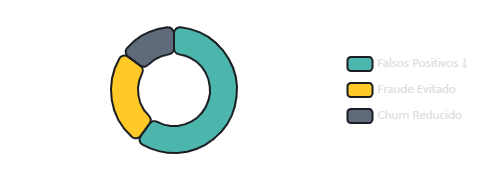 Falsos Positivos ↓
Fraude Evitado
Churn Reducido